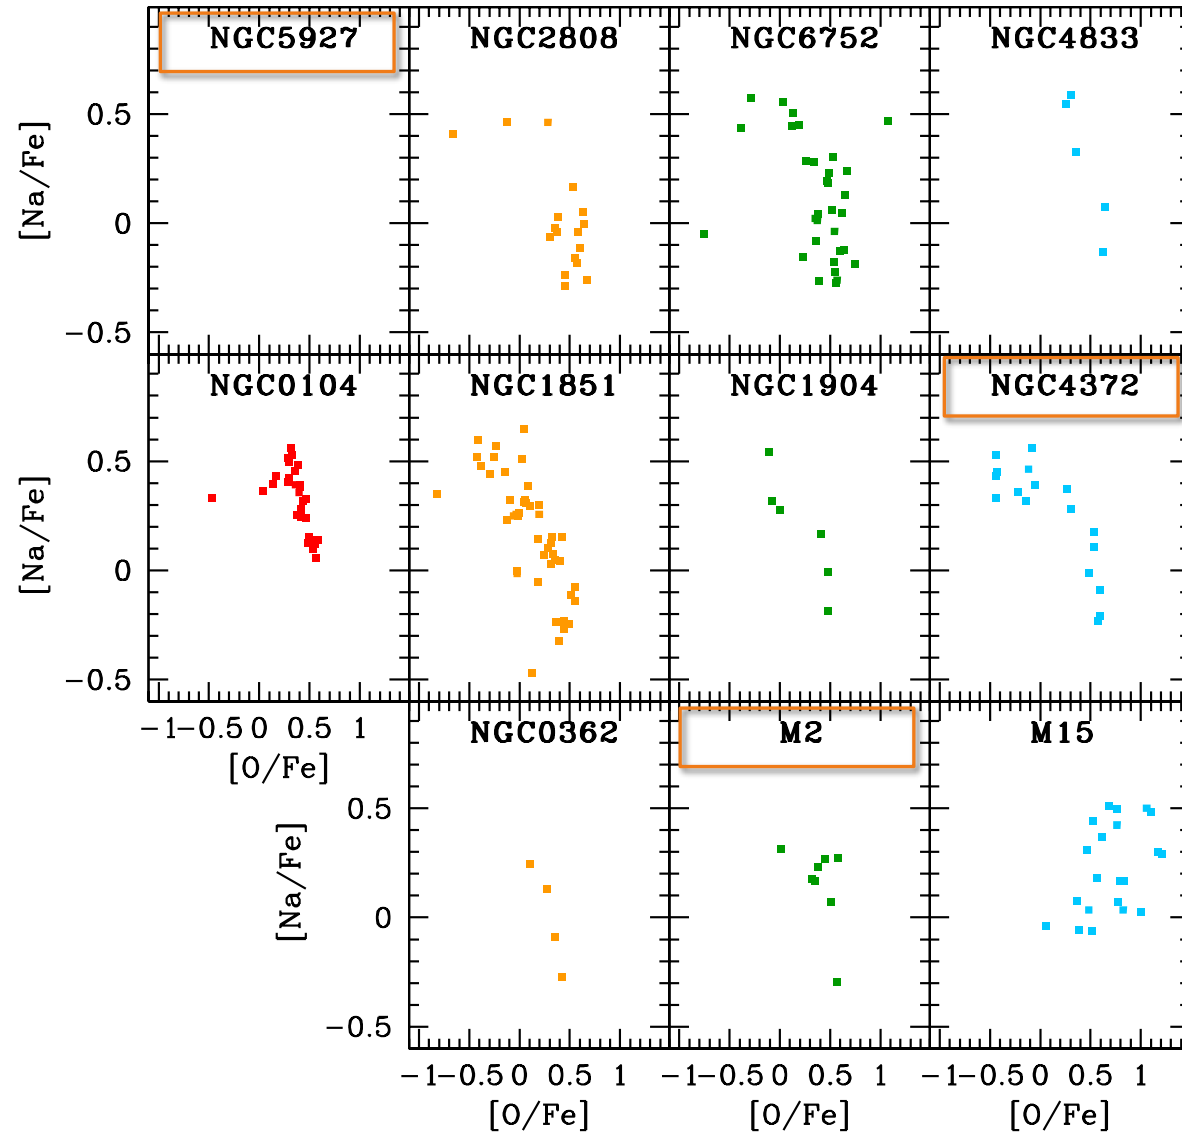 NGC5927 NGC2808 NGC6752 NGC4833
[Na/Fe]
0.5
0
−0.5
NGC0104 NGC1851 NGC1904 NGC4372
[Na/Fe]
0.5
0
−0.5
−1 −0.5 0 0.5 1
[O/Fe]
NGC0362 M2 M15
[Na/Fe]
0.5
0
−0.5
−1 −0.5 0 0.5 1 −1 −0.5 0 0.5 1 −1 −0.5 0 0.5 1
[O/Fe] [O/Fe] [O/Fe]